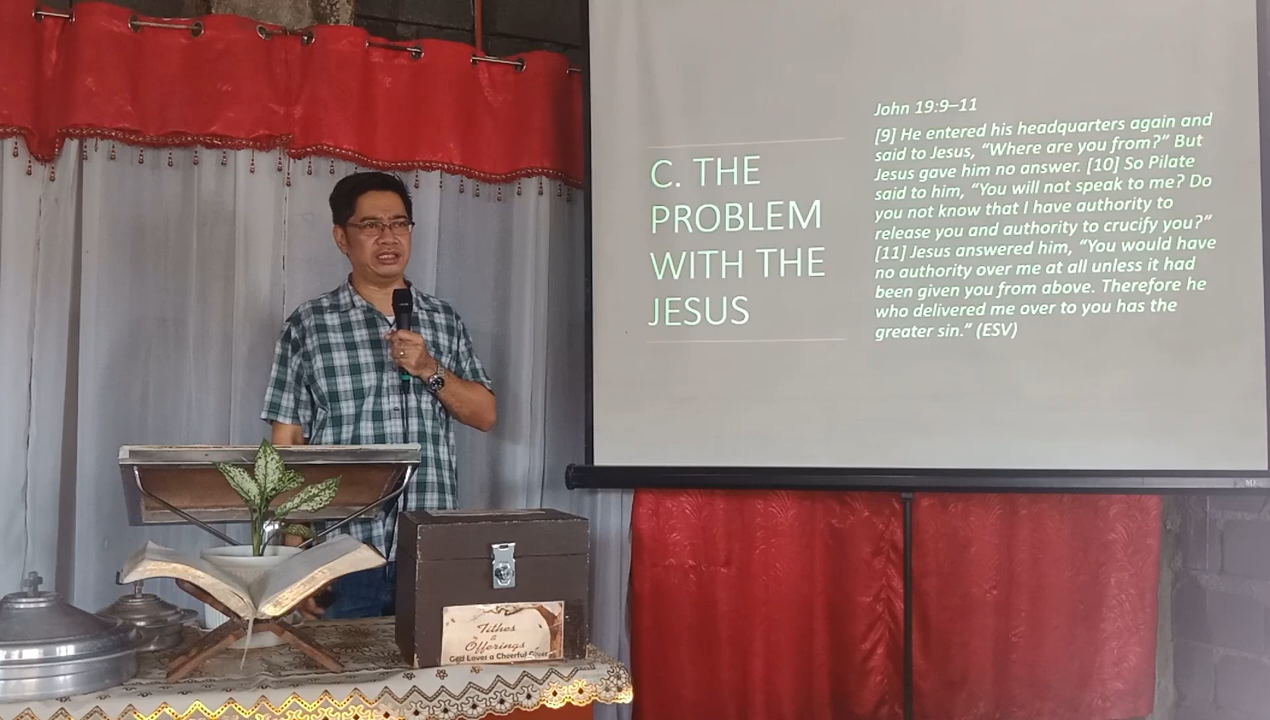 C. THE
PROBLEM
WITH THE
JESUS
John 19:9–11
[9] He entered his headquarters again and
said to Jesus, “Where are you from?” But
Jesus gave him no answer. [10] So Pilate
said to him, “You will not speak to me? Do
you not know that I have authority to
release you and authority to crucify you?”
[11] Jesus answered him, “You would have
no authority over me at all unless it had
been given you from above. Therefore he
who delivered me over to you has the
greater sin.” (ESV)
Tithes
&
Offerings
God Loves a Cheerful Giver